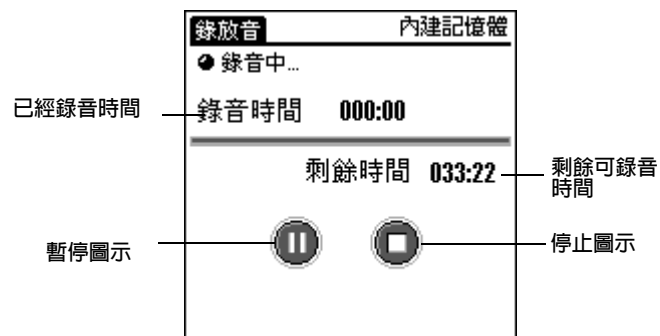 錄放音 內建記憶體
錄音中...
已經錄音時間
錄音時間 000:00
剩餘時間 033:22
剩餘可錄音
時間
暫停圖示
停止圖示